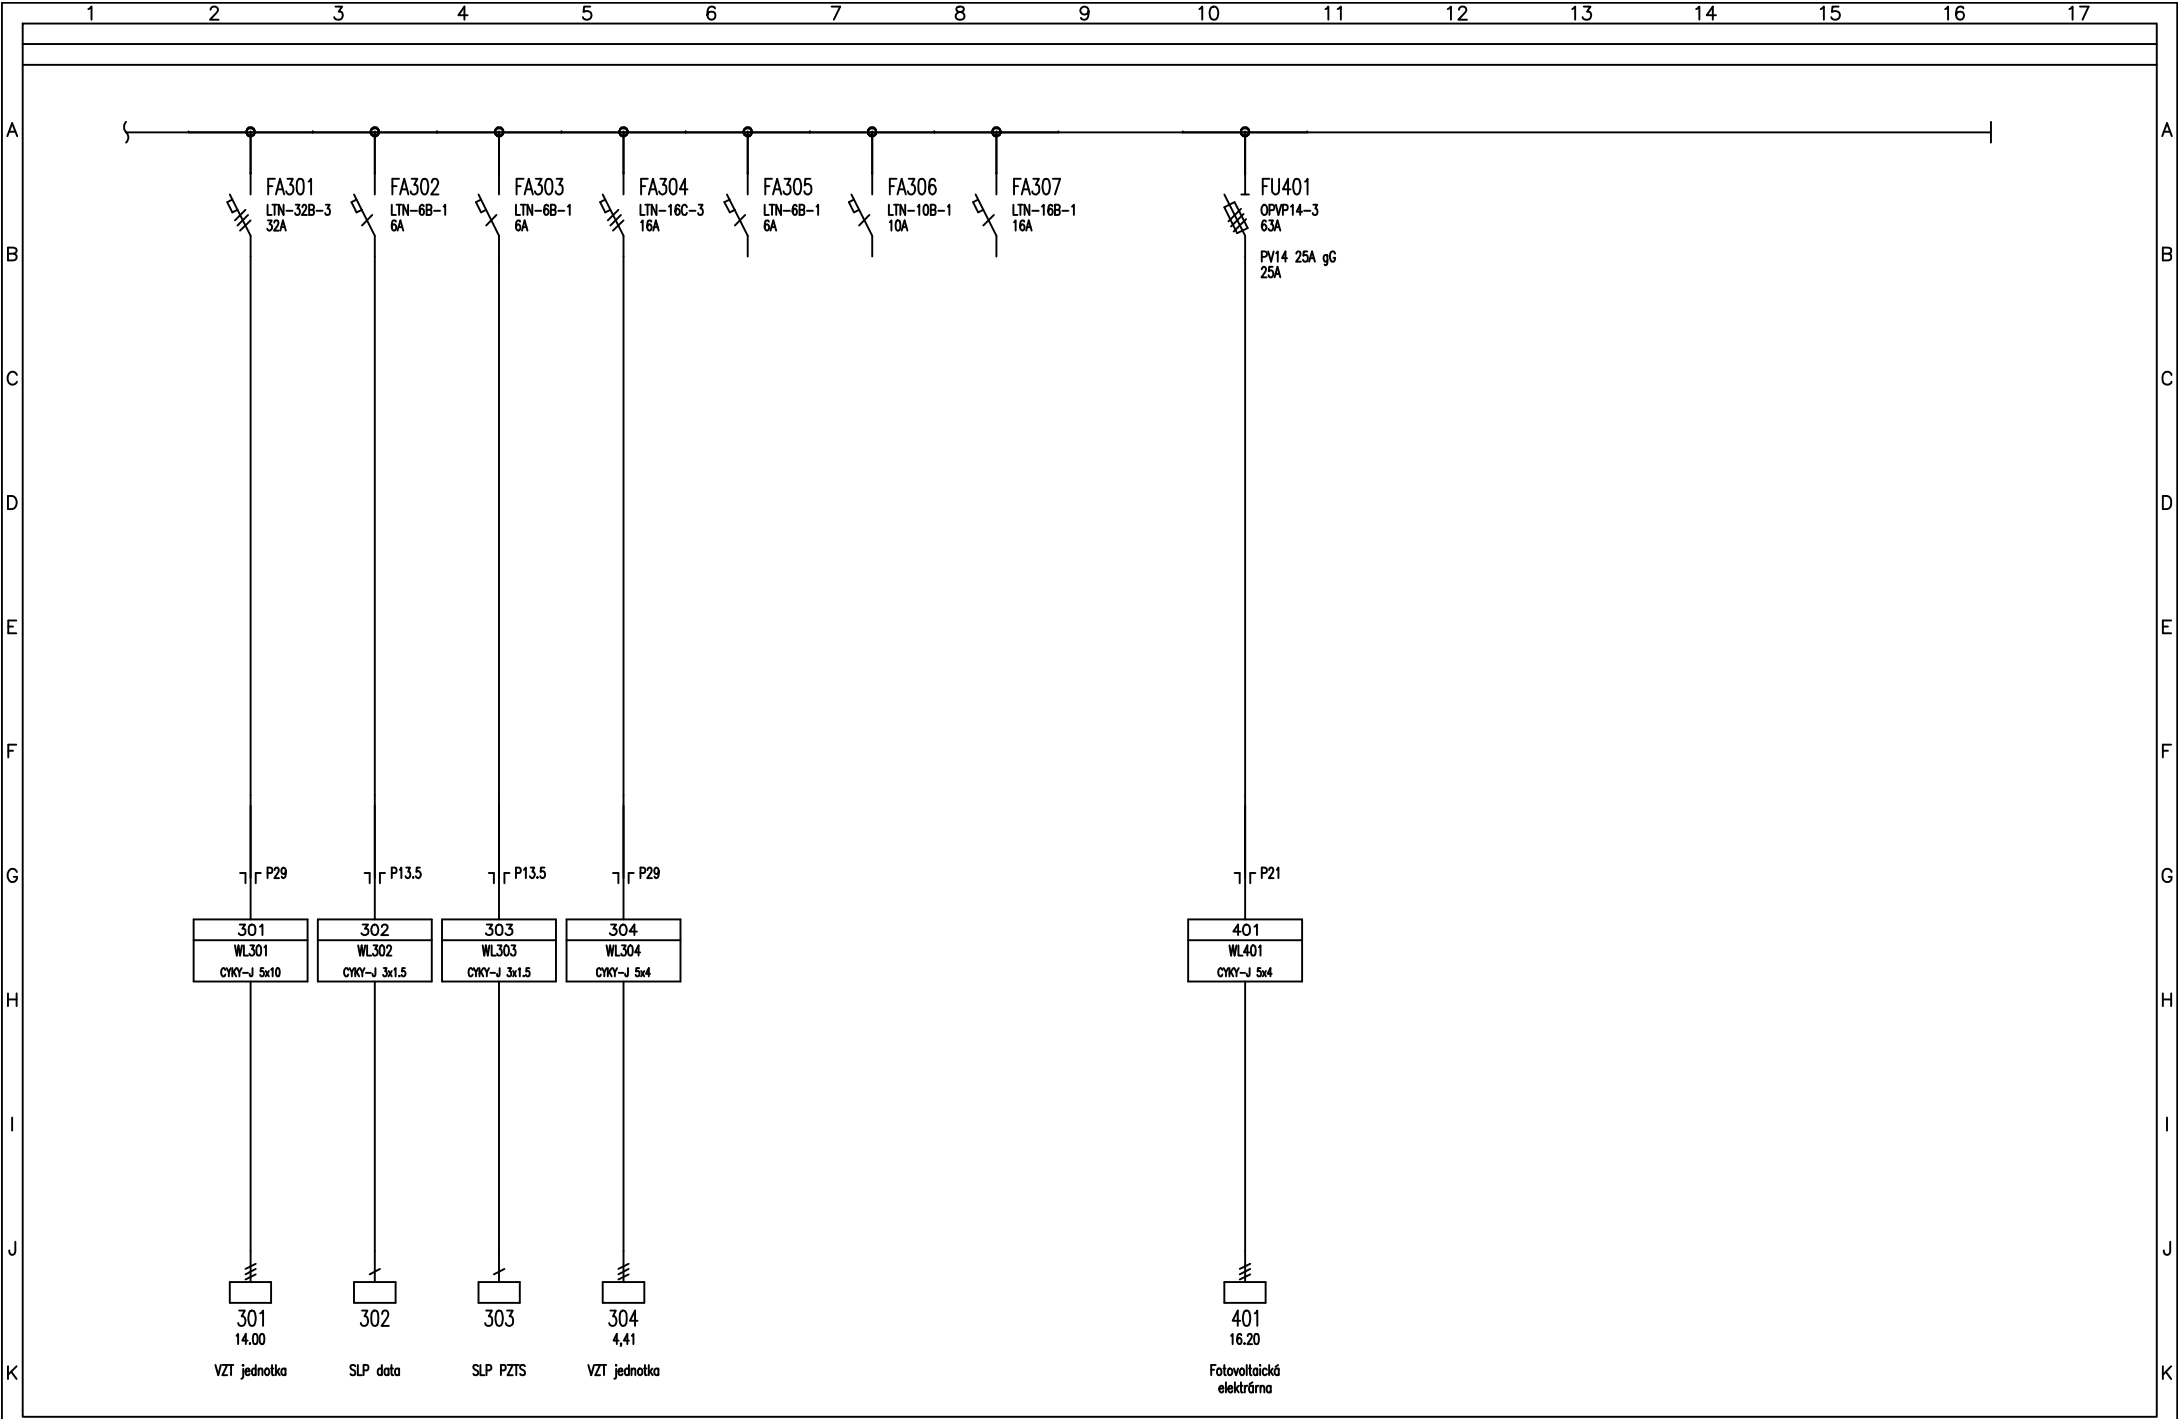 1 2 3 4 5 6 7 8 9 10 11 12 13 14 15 16 17
A A
FA301 FA302 FA303 FA304 FA305 FA306 FA307 FU401
LTN-32B-3 LTN-6B-1 LTN-6B-1 LTN-16C-3 LTN-6B-1 LTN-10B-1 LTN-16B-1 OPVP14-3
32A 6A 6A 16A 6A 10A 16A 63A
B PV14 25A gG B
25A
C C
D D
E E
F F
G P29 P13.5 P13.5 P29 P21 G
301 302 303 304 401
WL301 WL302 WL303 WL304 WL401
CYKY-J 5x10 CYKY-J 3x1.5 CYKY-J 3x1.5 CYKY-J 5x4 CYKY-J 5x4
H H
I I
J J
301 302 303 304 401
14.00 4,41 16.20
K VZT jednotka SLP data SLP PZTS VZT jednotka Fotovoltaická K
elektrárna